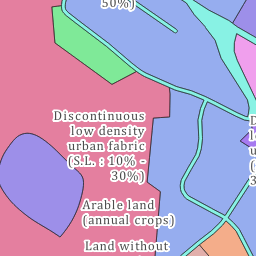 50%)
Discontinuous
low density
urban fabric
(S.L. : 10% -
30%)
Arable land
(annual crops)
Land without